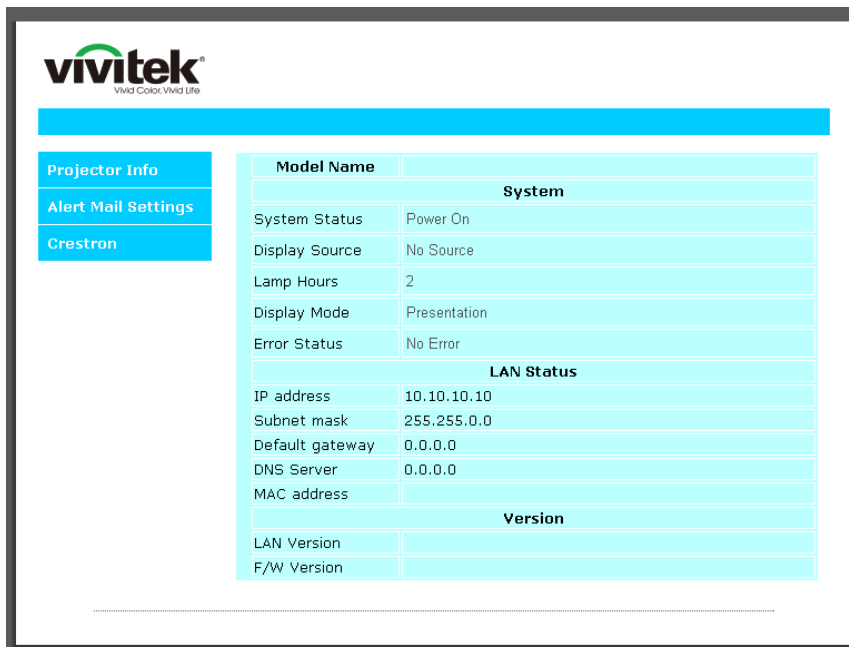 vivitek®
Vivid Color, Vivid Life
Projector Info
Alert Mail Settings
Crestron
Model Name
System
System Status Power On
Display Source No Source
Lamp Hours 2
Display Mode Presentation
Error Status No Error
LAN Status
IP address 10.10.10.10
Subnet mask 255.255.0.0
Default gateway 0.0.0.0
DNS Server 0.0.0.0
MAC address
Version
LAN Version
F/W Version